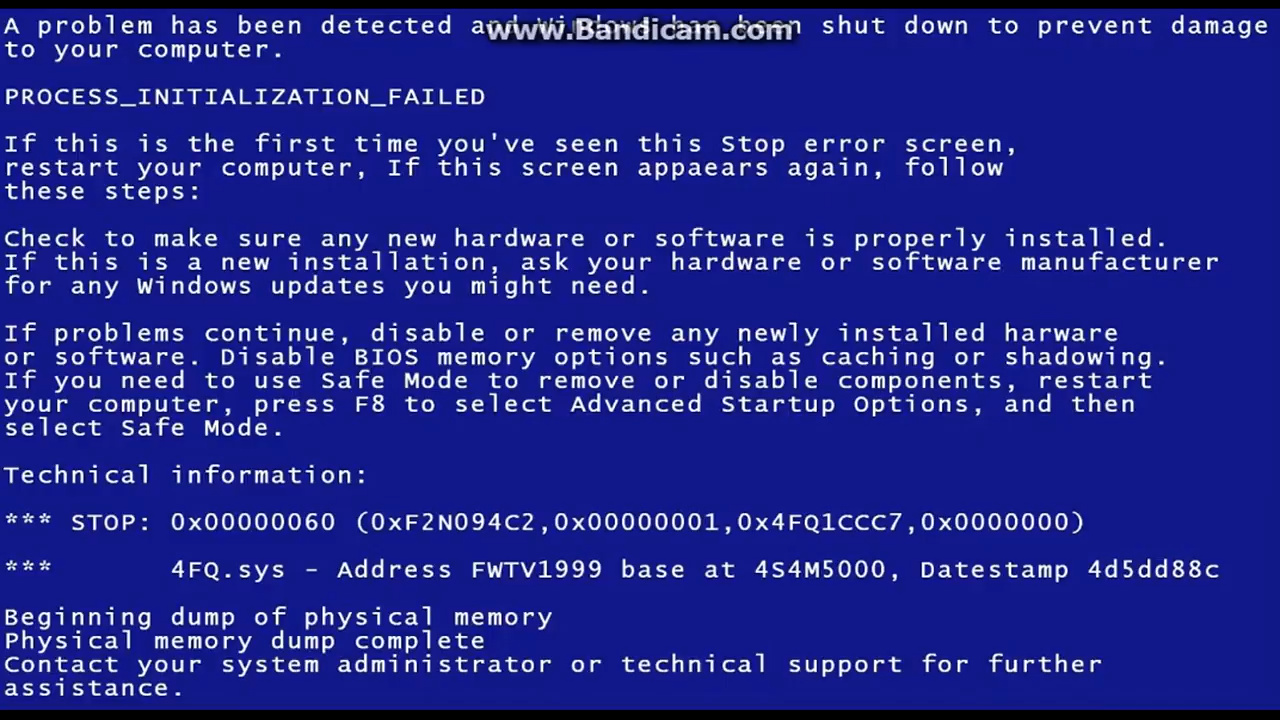 A problem has been detected and Windows has been shut down to prevent damage
www.Bandicam.com
to your computer.
PROCESS_INITIALIZATION_FAILED
If this is the first time you've seen this Stop error screen,
restart your computer, If this screen appaears again, follow
these steps:
Check to make sure any new hardware or software is properly installed.
If this is a new installation, ask your hardware or software manufacturer
for any Windows updates you might need.
If problems continue, disable or remove any newly installed harware
or software. Disable BIOS memory options such as caching or shadowing.
If you need to use Safe Mode to remove or disable components, restart
your computer, press F8 to select Advanced Startup Options, and then
select Safe Mode.
Technical information:
*** STOP: 0x00000060 (0xF2N094C2,0x00000001,0x4FQ1CCC7,0x0000000)
*** 4FQ.sys - Address FWTV1999 base at 4S4M5000, Datestamp 4d5dd88c
Beginning dump of physical memory
Physical memory dump complete
Contact your system administrator or technical support for further
assistance.